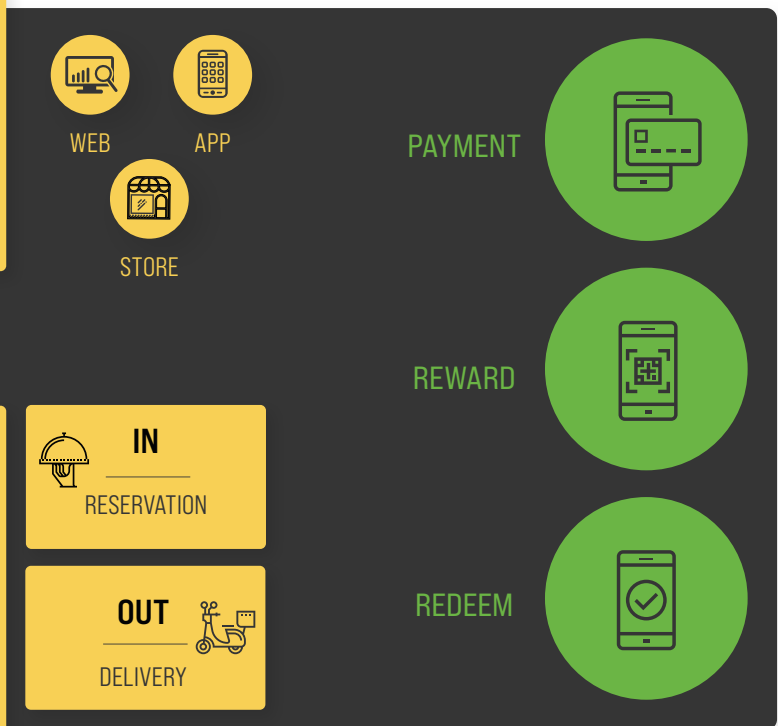 WEB
APP
STORE
PAYMENT
REWARD
REDEEM
IN
RESERVATION
OUT
DELIVERY